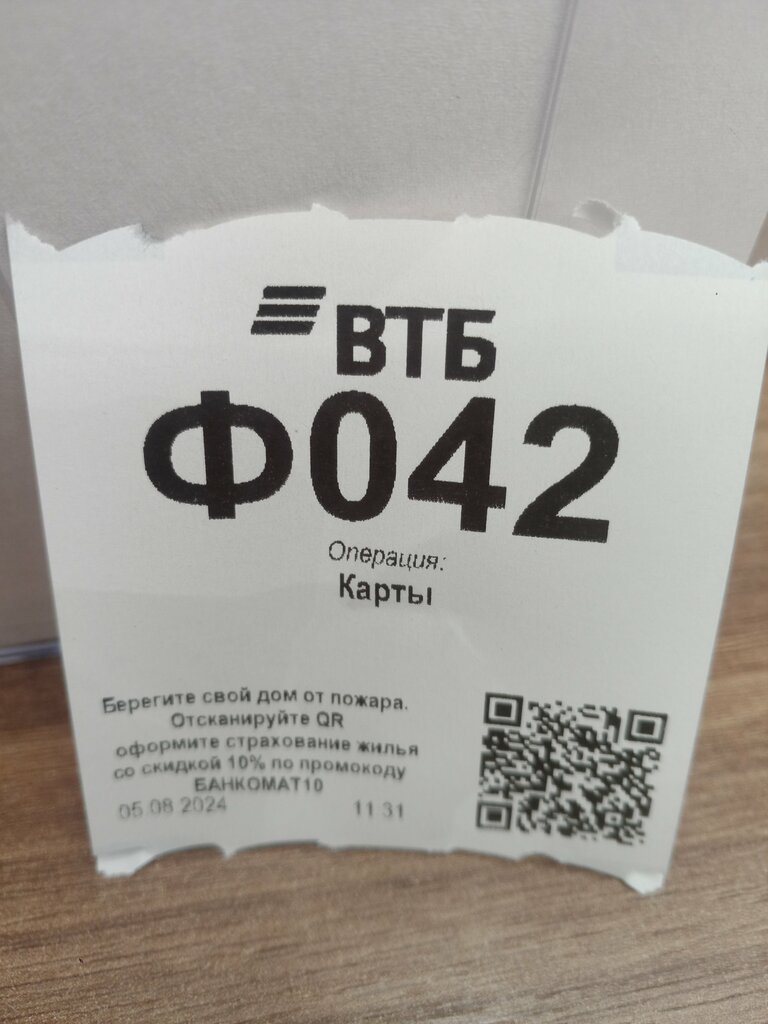 ВТБ
Ф042
Операция:
Карты
Берегите свой дом от пожара.
Отсканируйте QR
оформите страхование жилья
со скидкой 10% по промокоду
БАНКОМАТ10
05.08.2024 11 31